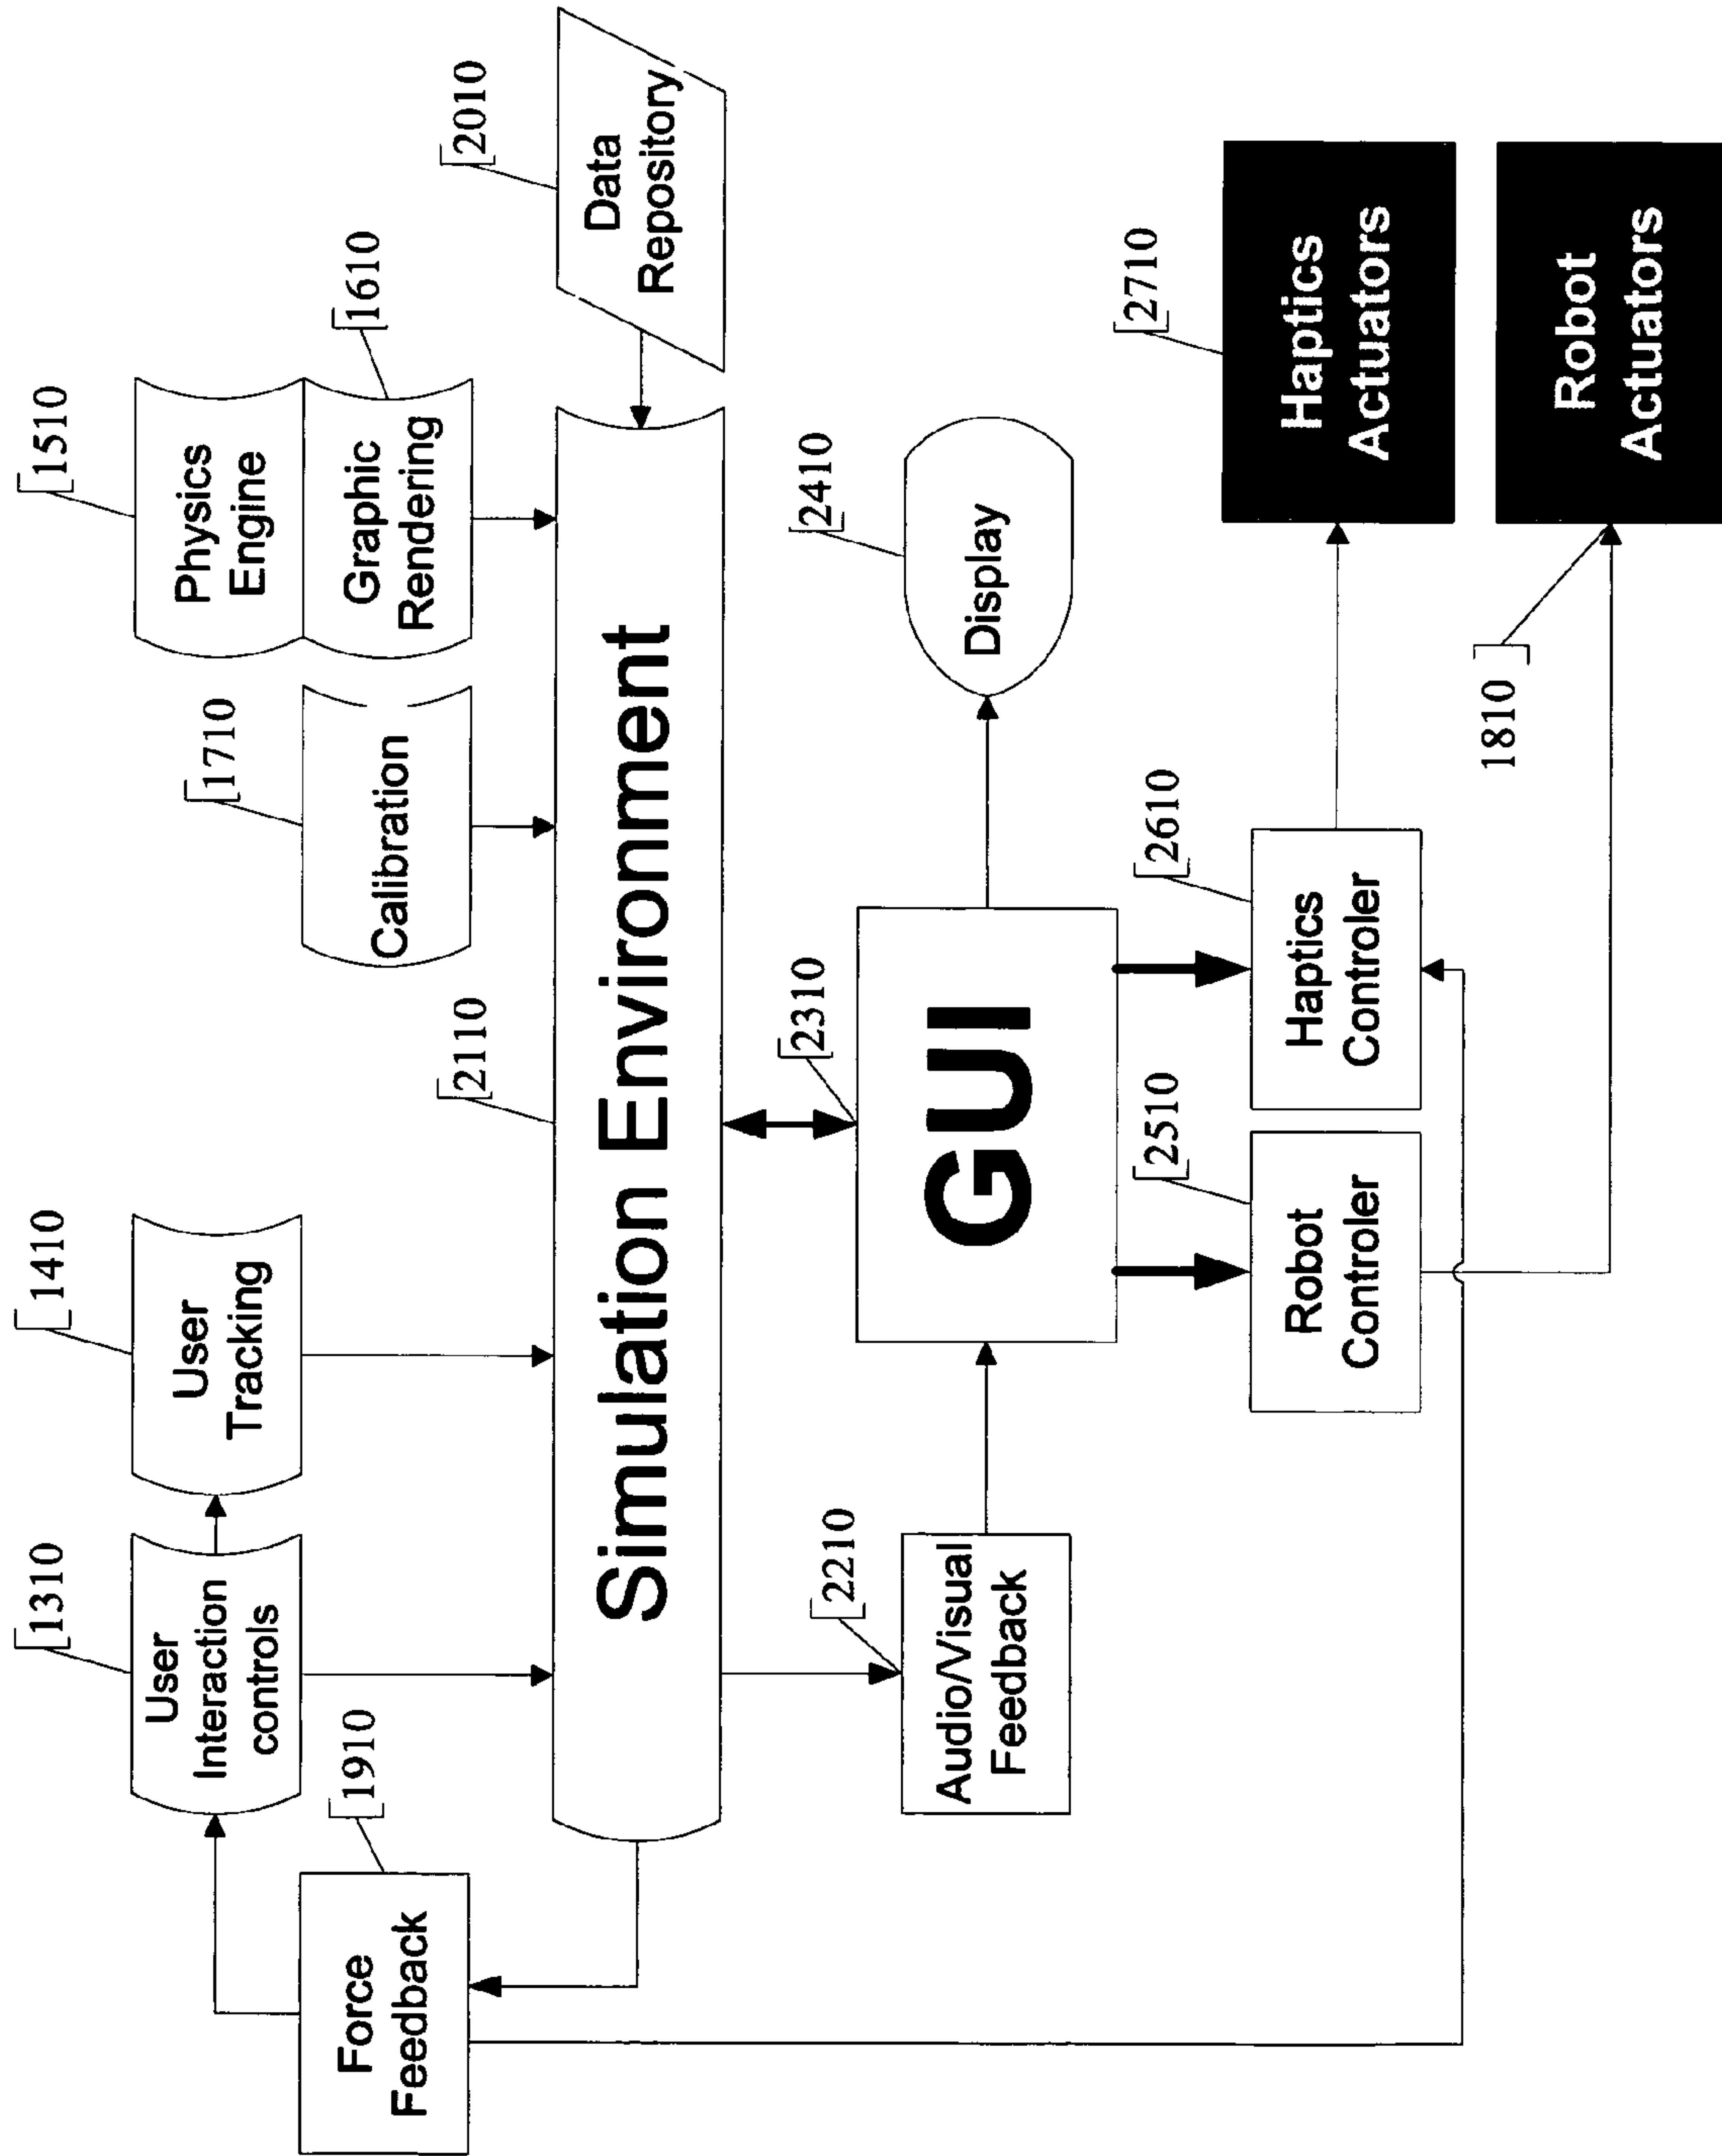 1310
User
Interaction
controls
1410
User
Tracking
1510
Physics
Engine
1610
Graphic
Rendering
1710
Calibration
1910
Force
Feedback
2110
Simulation Environment
2010
Data
Repository
2210
Audio/Visual
Feedback
2310
GUI
2410
Display
2510
Robot
Controler
2610
Haptics
Controler
2710
Haptics
Actuators
1810
Robot
Actuators